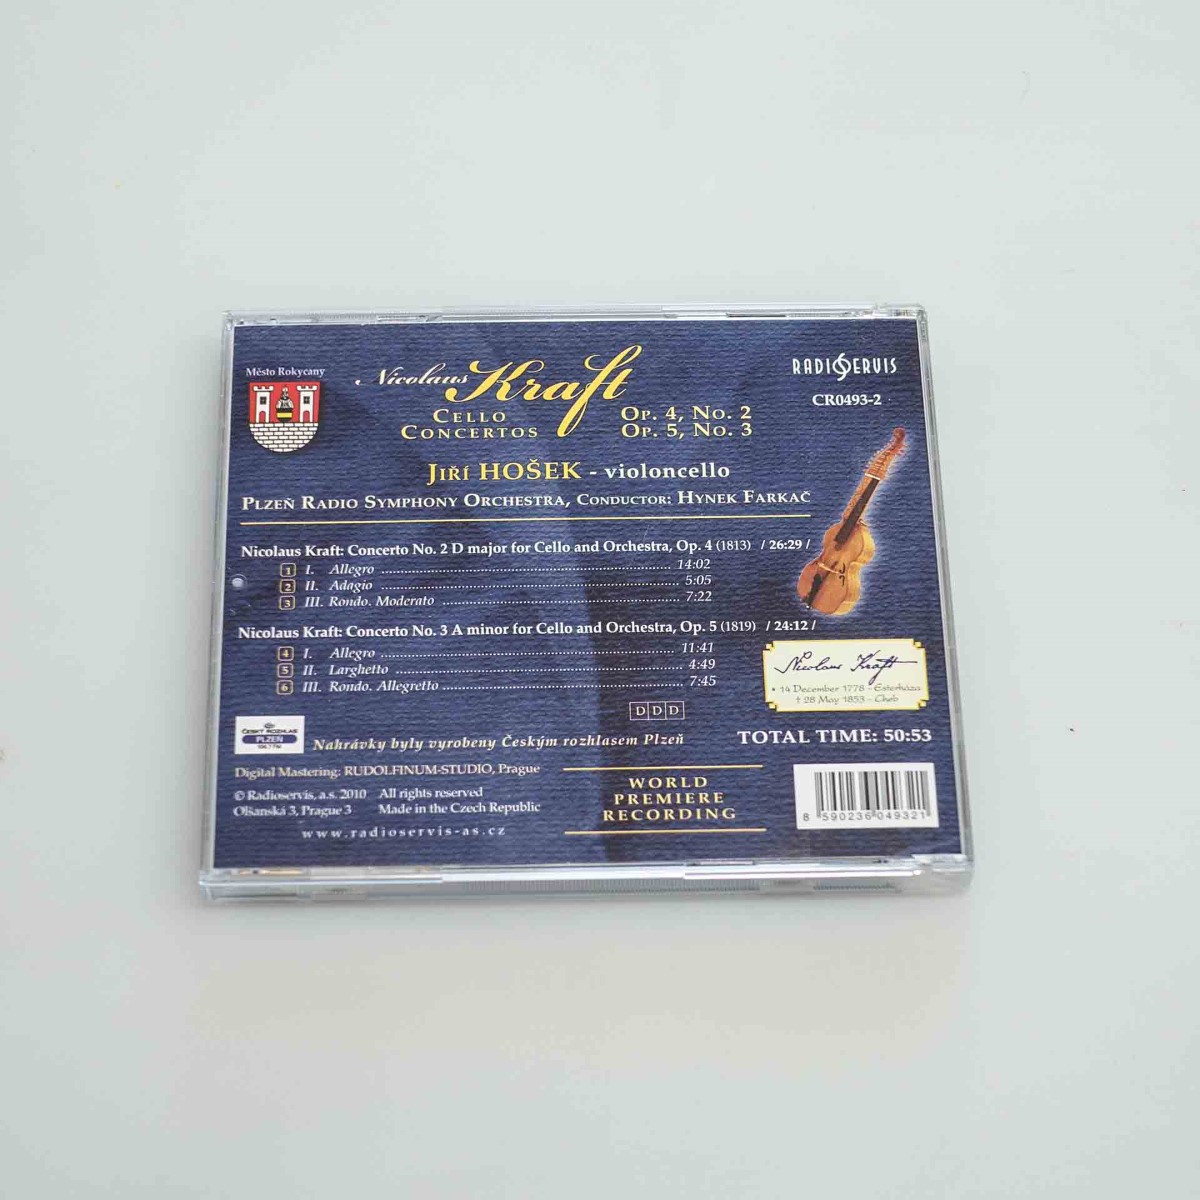 Město Rokycany
Nicolaus Kraft
RADIOSERVIS
CR0493-2
CELLO
CONCERTOS
OP. 4, NO. 2
OP. 5, NO. 3
JIŘÍ HOŠEK - violoncello
PLZEŇ RADIO SYMPHONY ORCHESTRA, CONDUCTOR: HYNEK FARKAČ
Nicolaus Kraft: Concerto No. 2 D major for Cello and Orchestra, Op. 4 (1813) / 26:29 /
1 I. Allegro ........ 14:02
2 II. Adagio ........ 5:05
3 III. Rondo. Moderato ........ 7:22
Nicolaus Kraft: Concerto No. 3 A minor for Cello and Orchestra, Op. 5 (1819) / 24:12 /
4 I. Allegro ........ 11:41
5 II. Larghetto ........ 4:49
6 III. Rondo. Allegretto ........ 7:45
Nicolaus Kraft
* 14 December 1778 - Esterháza
† 28 May 1853 - Cheb
DDD
ČESKÝ ROZHLAS
PLZEŇ
Nahrávky byly vyrobeny Českým rozhlasem Plzeň
TOTAL TIME: 50:53
Digital Mastering: RUDOLFINUM-STUDIO, Prague
© Radioservis, a.s. 2010 All rights reserved
Olšanská 3, Prague 3 Made in the Czech Republic
www.radioservis-as.cz
WORLD
PREMIERE
RECORDING
8 590236 049321